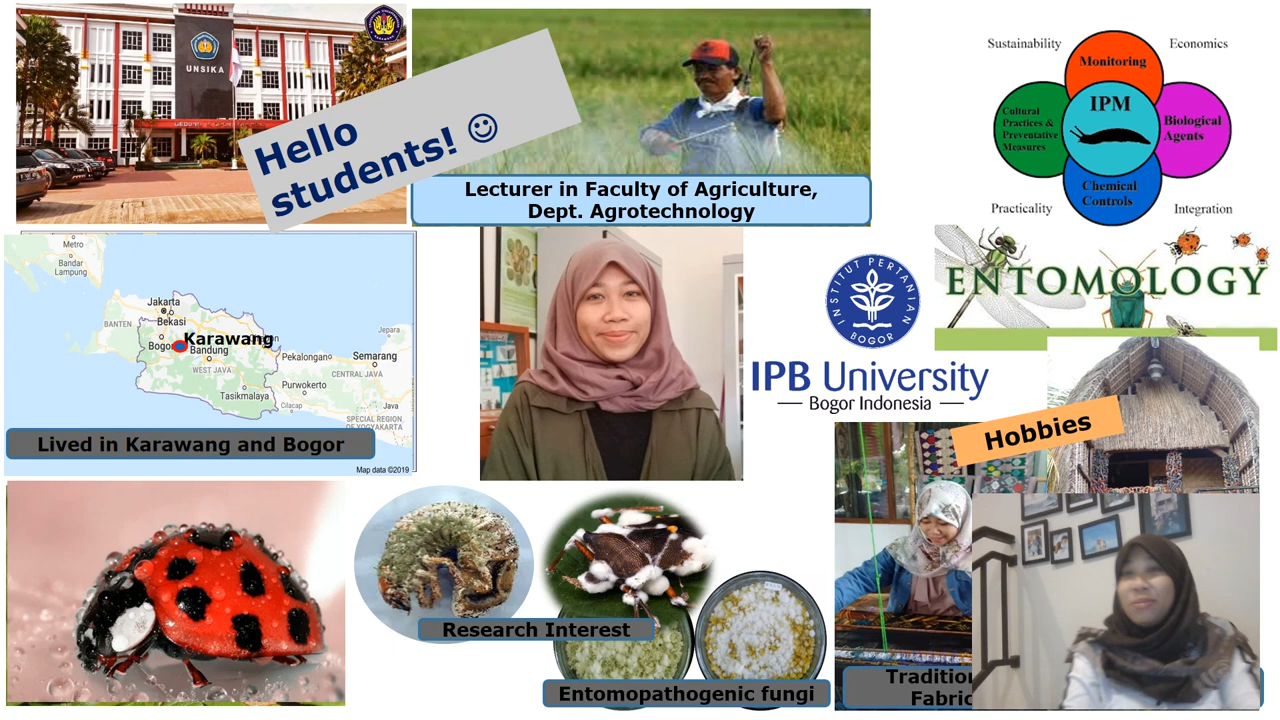 UNSIKA
Hello
students!
Lecturer in Faculty of Agriculture,
Dept. Agrotechnology
Sustainability
Economics
Monitoring
Cultural
Practices &
Preventative
Measures
IPM
Biological
Agents
Chemical
Controls
Practicality
Integration
ENTOMOLOGY
Metro
Bandar
Lampung
Jakarta
Bekasi
BANTEN
Karawang
Bogor
Bandung
WEST JAVA
Tasikmalaya
Pekalongan
Purwokerto
Cilacap
Jepara
Semarang
CENTRAL JAVA
Java
SPECIAL REGION
OF YOGYAKARTA
Lived in Karawang and Bogor
Map data ©2019
INSTITUT PERTANIAN
BOGOR
IPB University
Bogor Indonesia
Hobbies
Research Interest
Entomopathogenic fungi